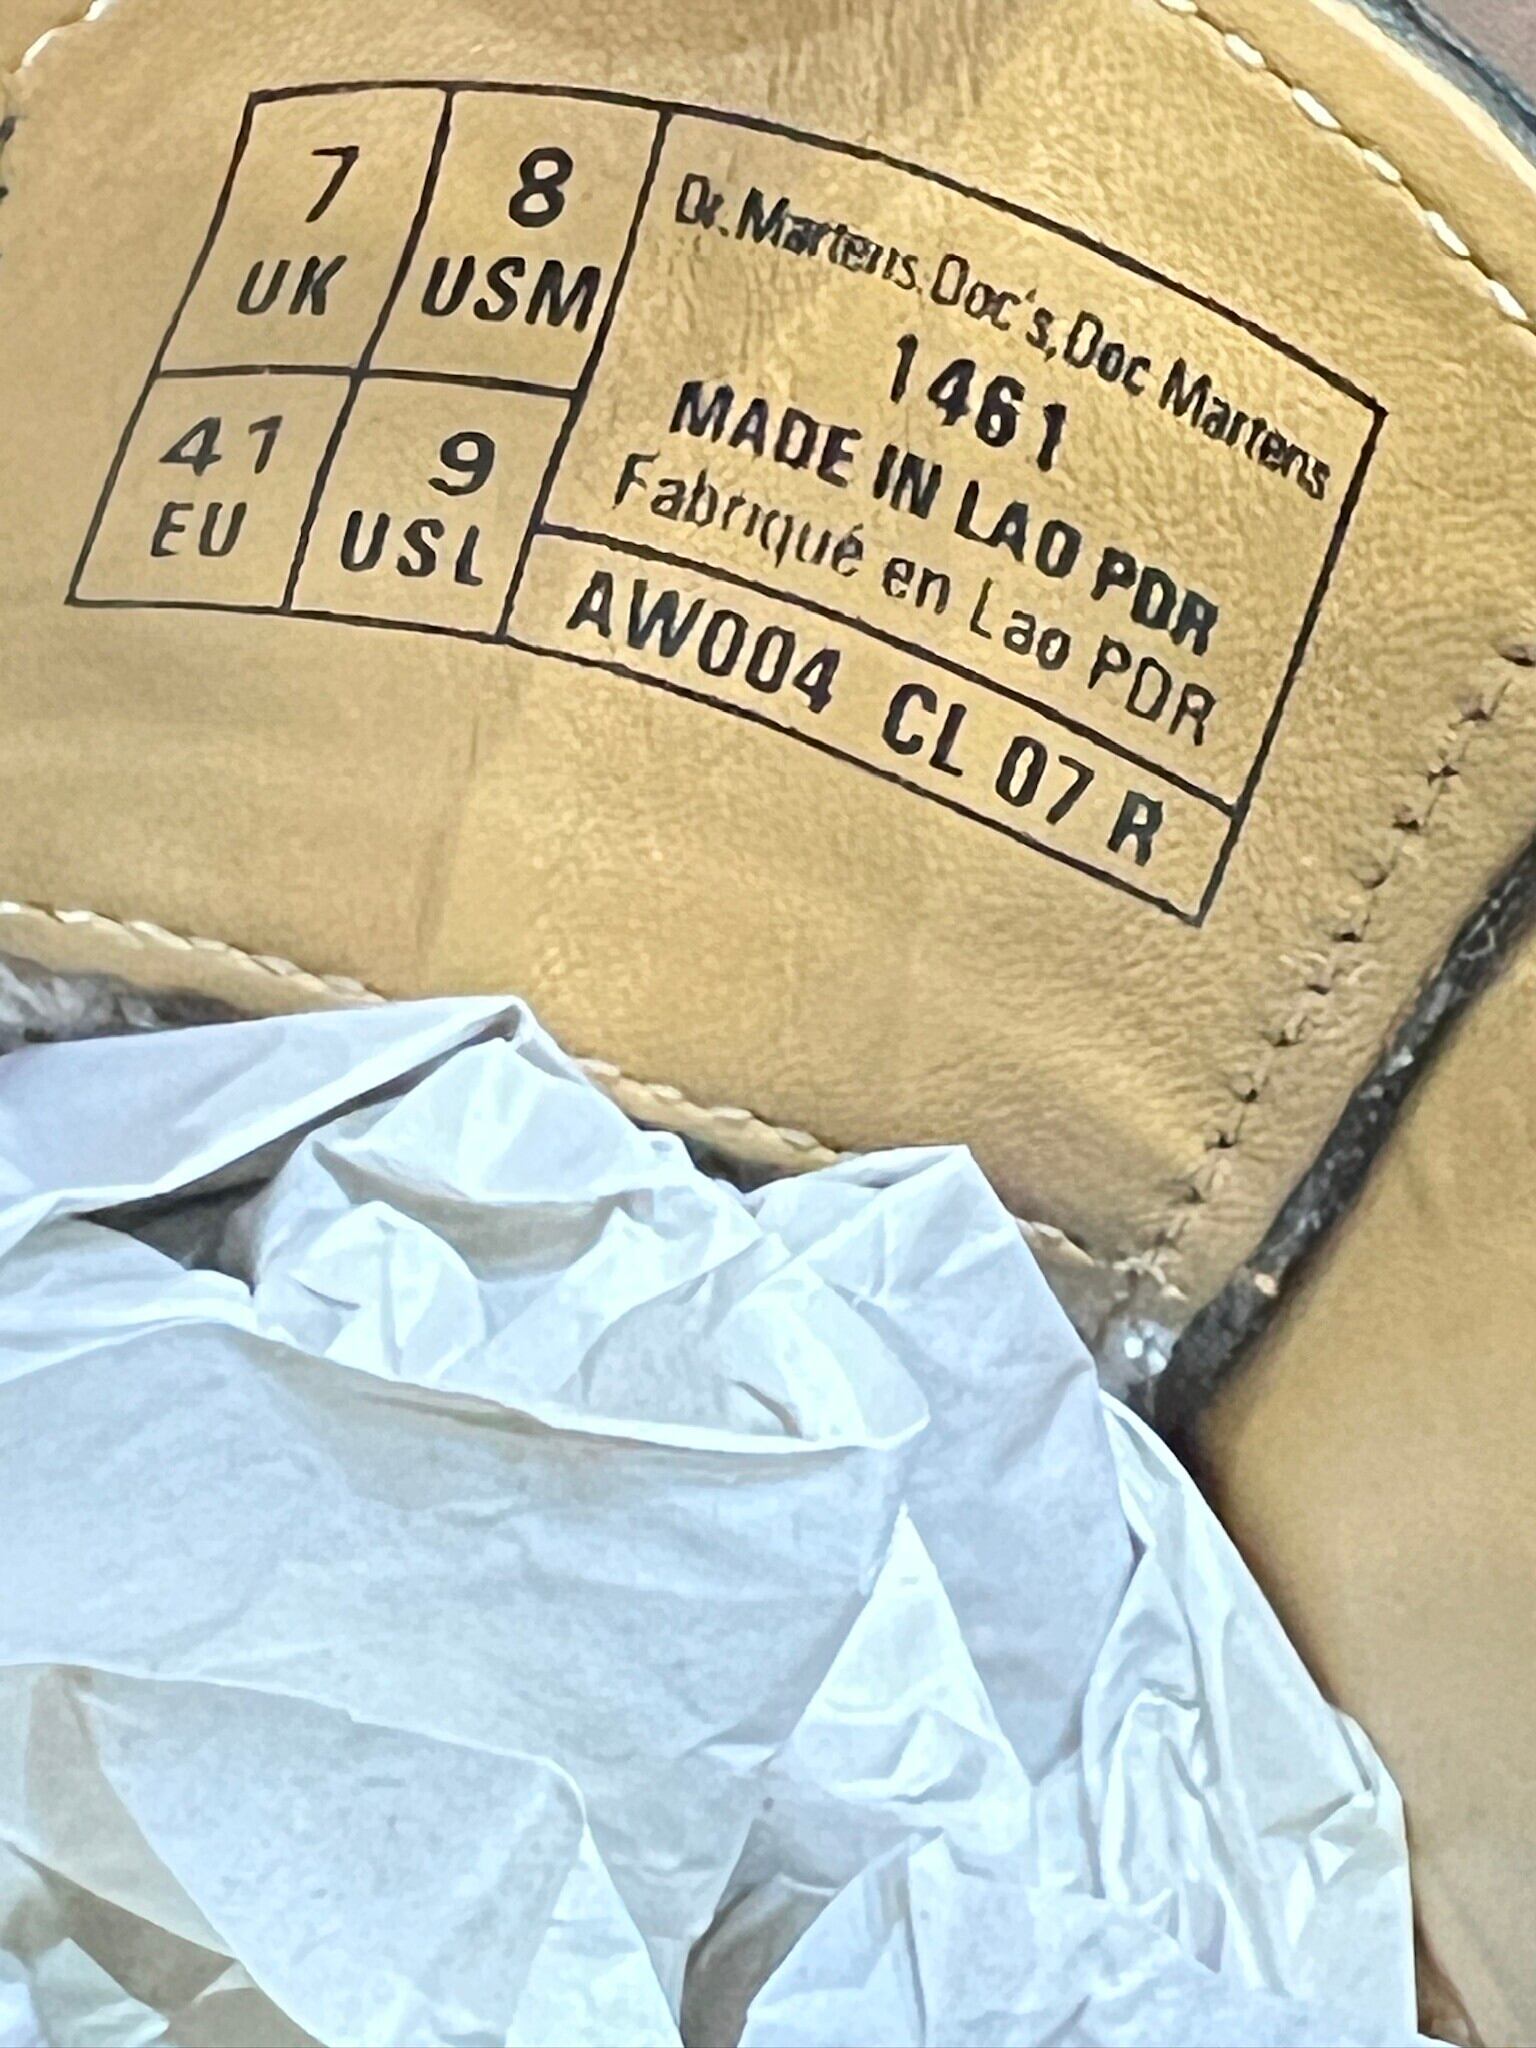 7 UK
8 USM
41 EU
9 USL
Dr. Martens. Doc's, Doc Martens
1461
MADE IN LAO PDR
Fabriqué en Lao PDR
AW004 CL 07 R